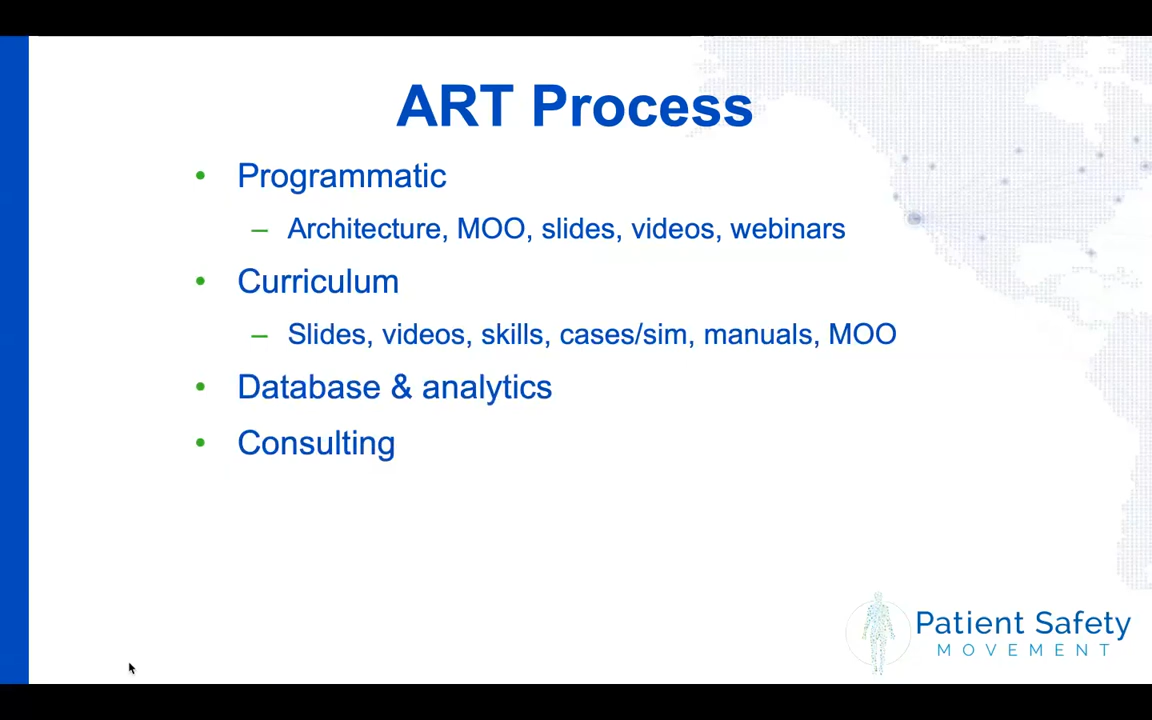 ART Process
• Programmatic
– Architecture, MOO, slides, videos, webinars
• Curriculum
– Slides, videos, skills, cases/sim, manuals, MOO
• Database & analytics
• Consulting
Patient Safety
MOVEMENT